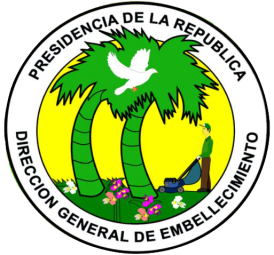 PRESIDENCIA DE LA REPUBLICA
DIRECCION GENERAL DE EMBELLECIMIENTO